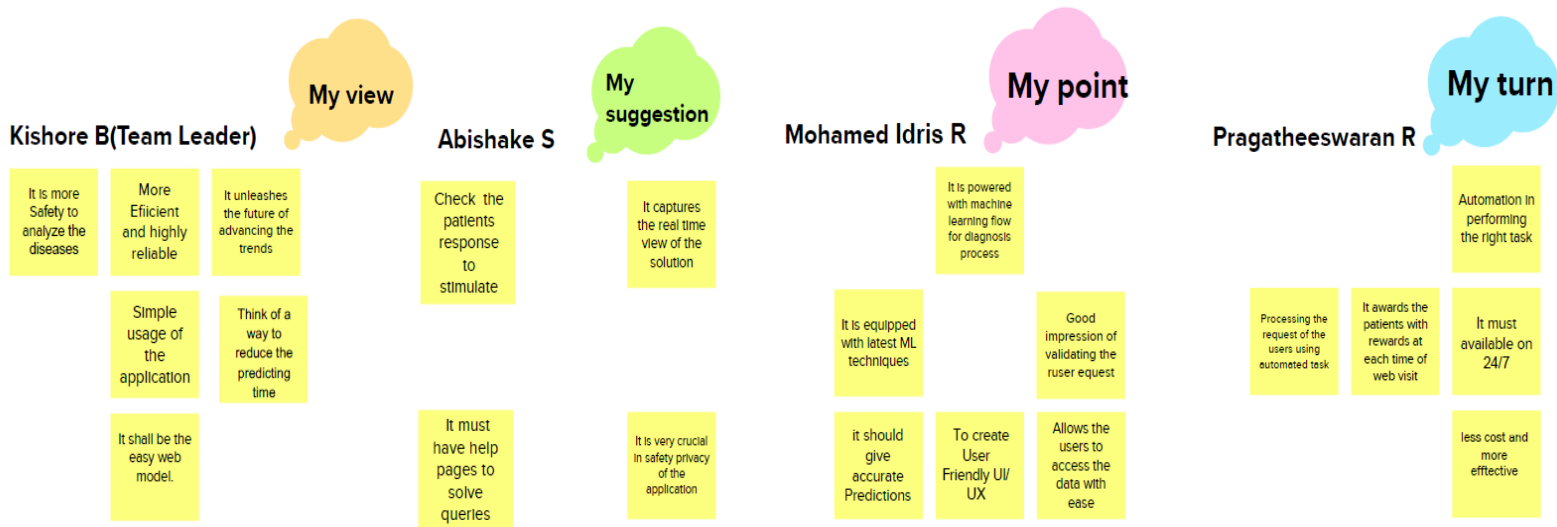 My view
Kishore B(Team Leader)
It is more
Safety to
analyze the
diseases
More
Efiicient
and highly
reliable
It unleashes
the future of
advancing the
trends
Simple
usage of
the
application
Think of a
way to
reduce the
predicting
time
It shall be the
easy web
model.
My
suggestion
Abishake S
Check the
patients
response
to
stimulate
It captures
the real time
view of the
solution
It must
have help
pages to
solve
queries
It is very crucial
in safety privacy
of the
application
My point
Mohamed Idris R
It is powered
with machine
learning flow
for diagnosis
process
It is equipped
with latest ML
techniques
Good
impression of
validating the
ruser equest
it should
give
accurate
Predictions
To create
User
Friendly UI/
UX
Allows the
users to
access the
data with
ease
My turn
Pragatheeswaran R
Automation in
performing
the right task
Processing the
request of the
users using
automated task
It awards the
patients with
rewards at
each time of
web visit
It must
available on
24/7
less cost and
more
efftective